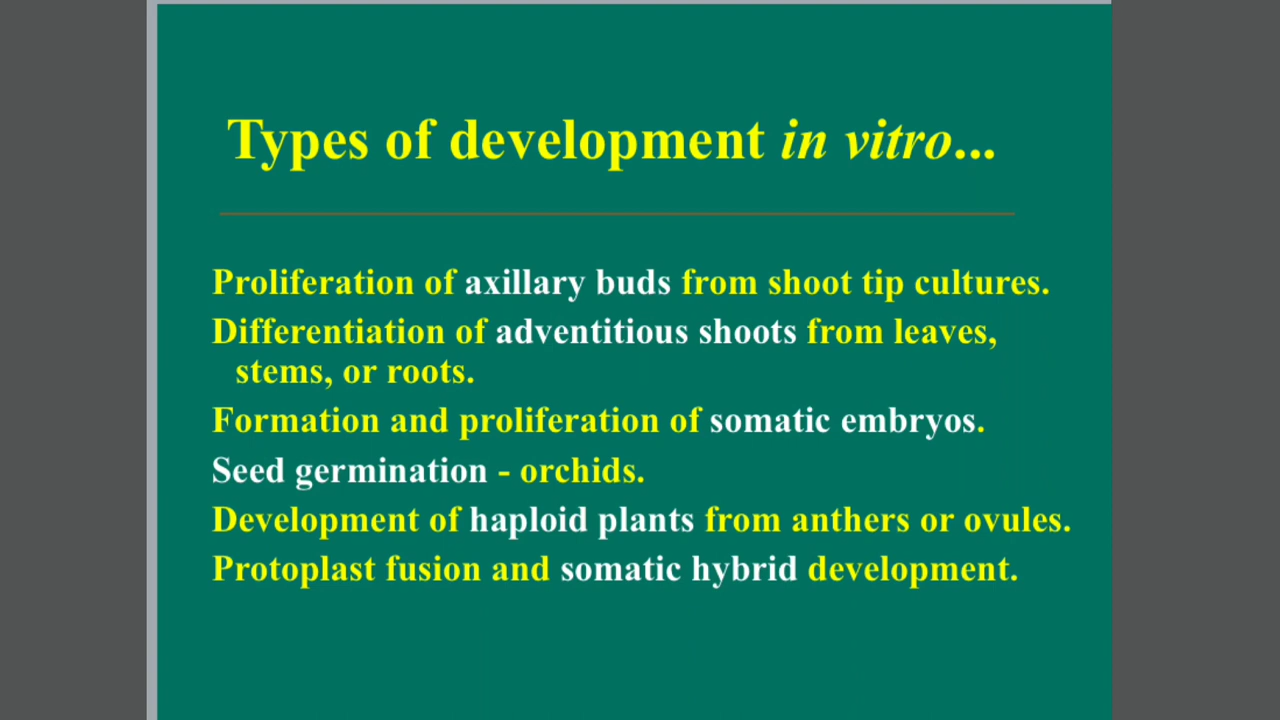 Types of development in vitro...
Proliferation of axillary buds from shoot tip cultures.
Differentiation of adventitious shoots from leaves,
stems, or roots.
Formation and proliferation of somatic embryos.
Seed germination - orchids.
Development of haploid plants from anthers or ovules.
Protoplast fusion and somatic hybrid development.